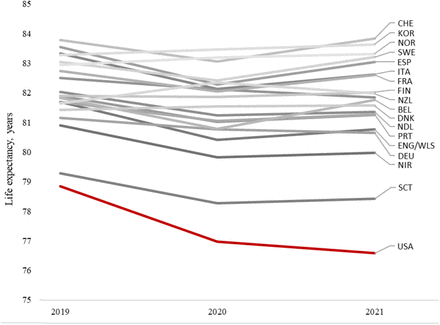 85
84
83
82
81
80
79
78
77
76
75
Life expectancy, years
2019
2020
2021
CHE
KOR
NOR
SWE
ESP
ITA
FRA
FIN
NZL
BEL
DNK
NDL
PRT
ENG/WLS
DEU
NIR
SCT
USA